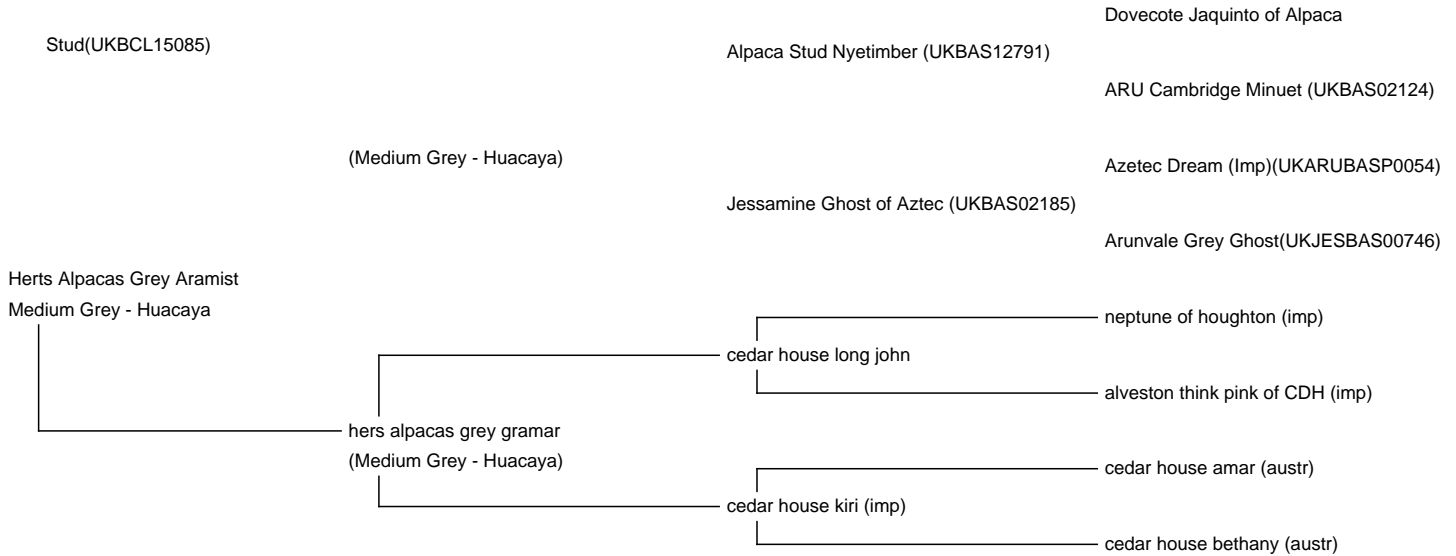 Dovecote Jaquinto of Alpaca
Stud(UKBCL15085)
Alpaca Stud Nyetimber (UKBAS12791)
ARU Cambridge Minuet (UKBAS02124)
(Medium Grey - Huacaya)
Azetec Dream (Imp)(UKARUBASP0054)
Jessamine Ghost of Aztec (UKBAS02185)
Arunvale Grey Ghost(UKJESBAS00746)
Herts Alpacas Grey Aramist
Medium Grey - Huacaya
neptune of houghton (imp)
cedar house long john
alveston think pink of CDH (imp)
hers alpacas grey gramar
(Medium Grey - Huacaya)
cedar house amar (austr)
cedar house kiri (imp)
cedar house bethany (austr)